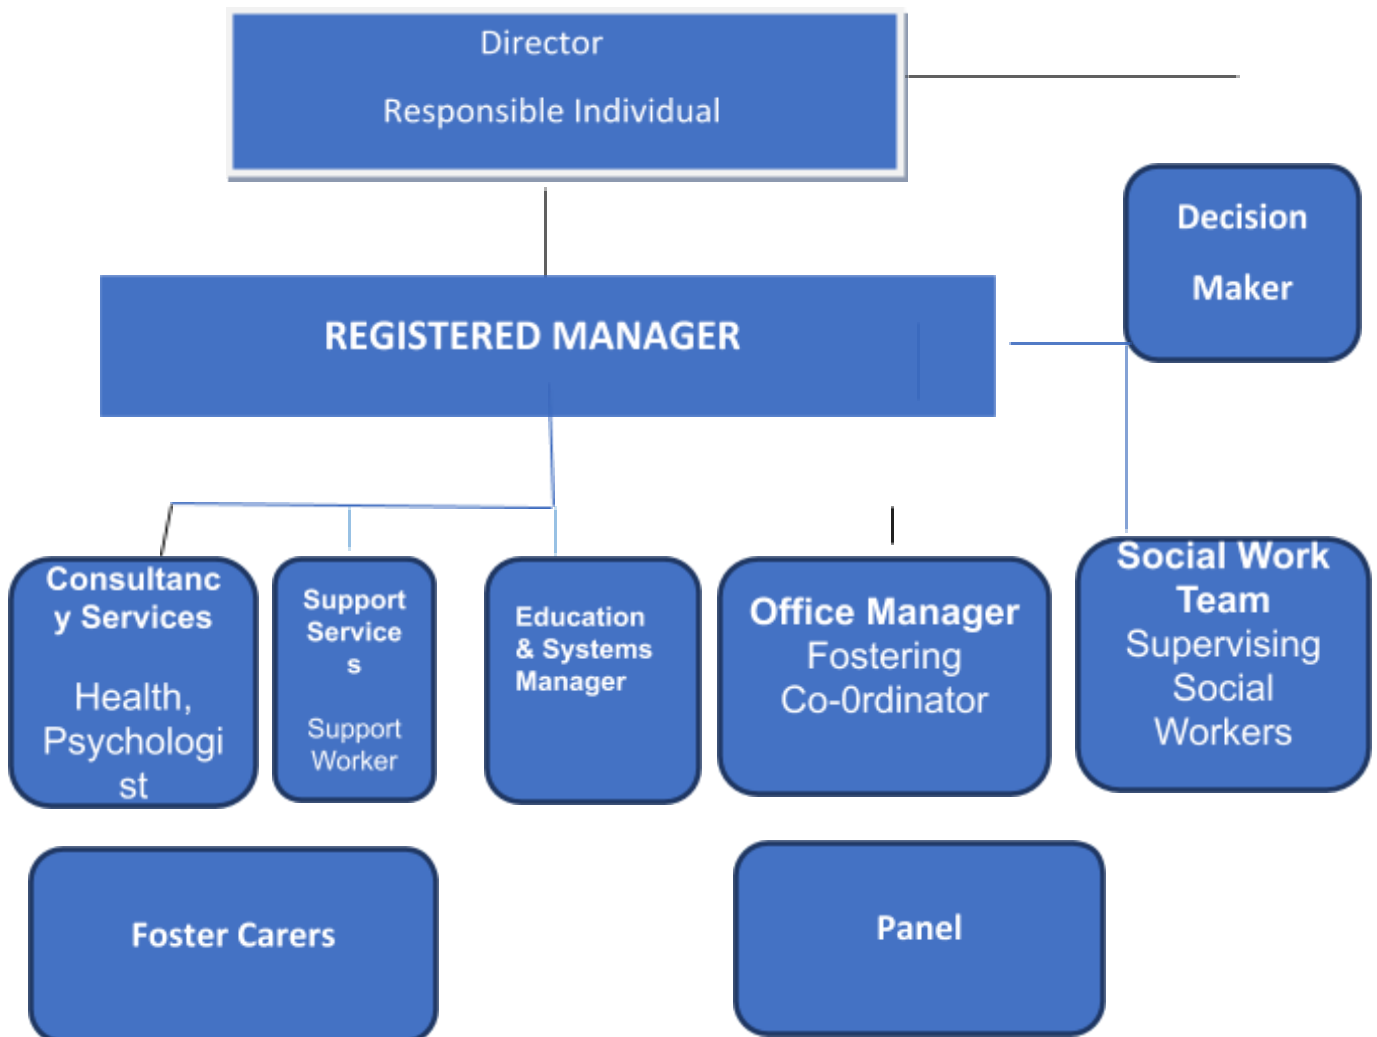 Director
Responsible Individual
Decision
Maker
REGISTERED MANAGER
Consultanc
y Services
Health,
Psychologi
st
Support
Service
s
Support
Worker
Education
& Systems
Manager
Office Manager
Fostering
Co-0rdinator
Social Work
Team
Supervising
Social
Workers
Foster Carers
Panel